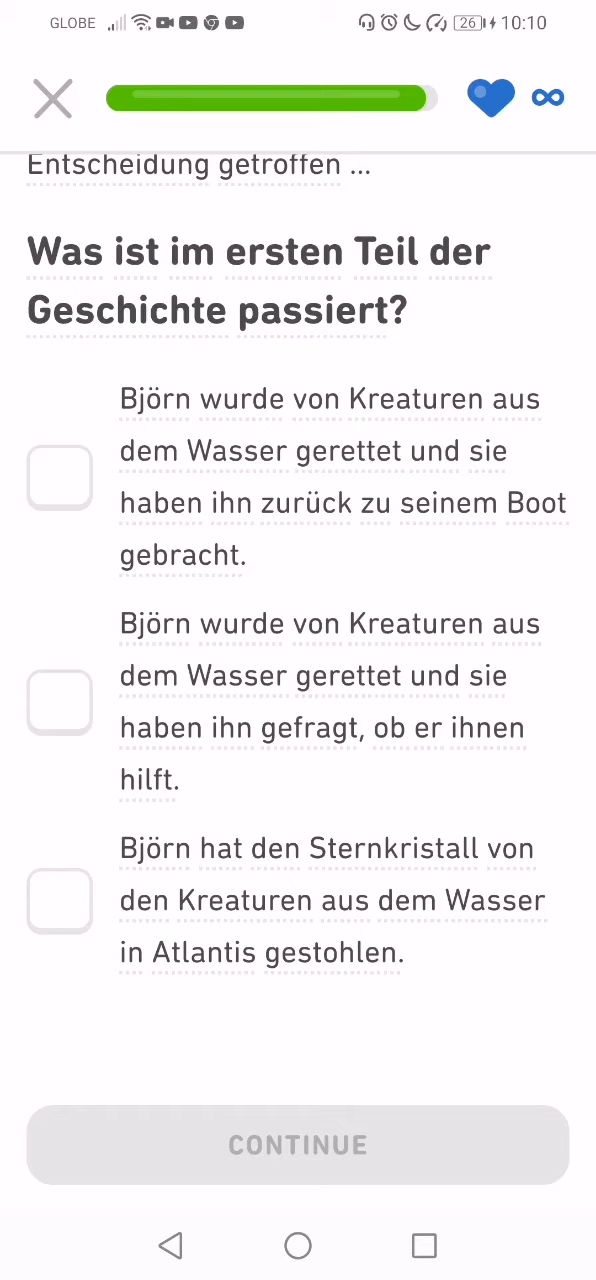 GLOBE 26 10:10
Entscheidung getroffen ...
Was ist im ersten Teil der
Geschichte passiert?
Björn wurde von Kreaturen aus
dem Wasser gerettet und sie
haben ihn zurück zu seinem Boot
gebracht.
Björn wurde von Kreaturen aus
dem Wasser gerettet und sie
haben ihn gefragt, ob er ihnen
hilft.
Björn hat den Sternkristall von
den Kreaturen aus dem Wasser
in Atlantis gestohlen.
CONTINUE